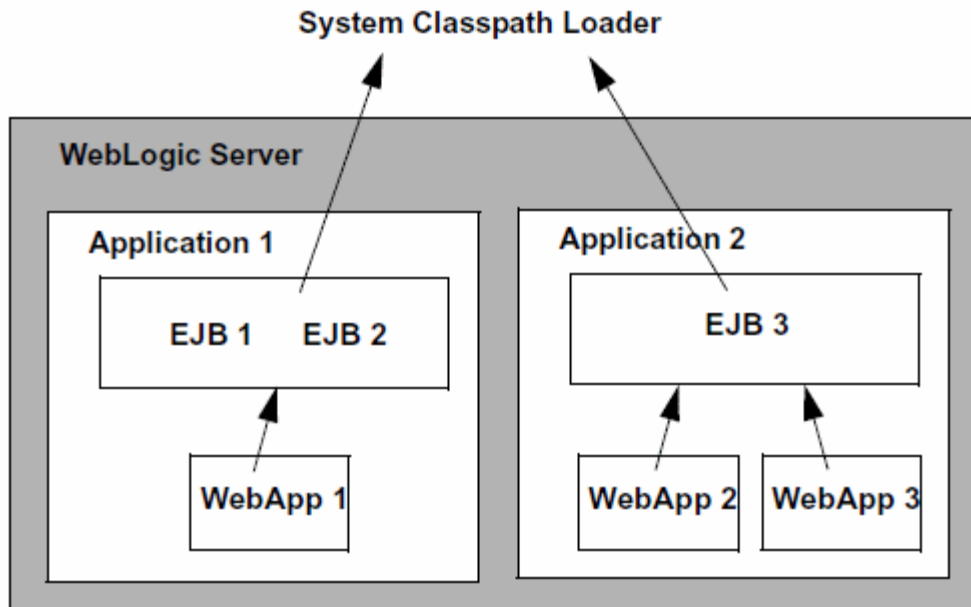 System Classpath Loader
WebLogic Server
Application 1
EJB 1 EJB 2
WebApp 1
Application 2
EJB 3
WebApp 2
WebApp 3